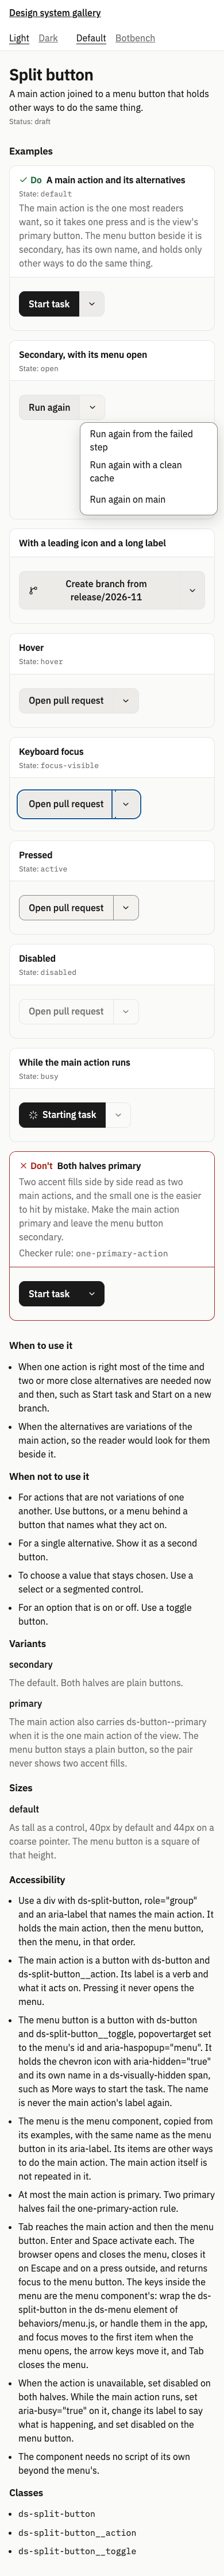 Design system gallery
Light Dark Default Botbench
Split button
A main action joined to a menu button that holds
other ways to do the same thing.
Status: draft
Examples
Do A main action and its alternatives
State: default
The main action is the one most readers
want, so it takes one press and is the view's
primary button. The menu button beside it is
secondary, has its own name, and holds only
other ways to do the same thing.
Start task
Secondary, with its menu open
State: open
Run again
Run again from the failed
step
Run again with a clean
cache
Run again on main
With a leading icon and a long label
Create branch from
release/2026-11
Hover
State: hover
Open pull request
Keyboard focus
State: focus-visible
Open pull request
Pressed
State: active
Open pull request
Disabled
State: disabled
Open pull request
While the main action runs
State: busy
Starting task
Don't Both halves primary
Two accent fills side by side read as two
main actions, and the small one is the easier
to hit by mistake. Make the main action
primary and leave the menu button
secondary.
Checker rule: one-primary-action
Start task
When to use it
• When one action is right most of the time and
two or more close alternatives are needed now
and then, such as Start task and Start on a new
branch.
• When the alternatives are variations of the
main action, so the reader would look for them
beside it.
When not to use it
• For actions that are not variations of one
another. Use buttons, or a menu behind a
button that names what they act on.
• For a single alternative. Show it as a second
button.
• To choose a value that stays chosen. Use a
select or a segmented control.
• For an option that is on or off. Use a toggle
button.
Variants
secondary
The default. Both halves are plain buttons.
primary
The main action also carries ds-button--primary
when it is the one main action of the view. The
menu button stays a plain button, so the pair
never shows two accent fills.
Sizes
default
As tall as a control, 40px by default and 44px on a
coarse pointer. The menu button is a square of
that height.
Accessibility
• Use a div with ds-split-button, role="group"
and an aria-label that names the main action. It
holds the main action, then the menu button,
then the menu, in that order.
• The main action is a button with ds-button and
ds-split-button__action. Its label is a verb and
what it acts on. Pressing it never opens the
menu.
• The menu button is a button with ds-button
and ds-split-button__toggle, popovertarget set
to the menu's id and aria-haspopup="menu". It
holds the chevron icon with aria-hidden="true"
and its own name in a ds-visually-hidden span,
such as More ways to start the task. The name
is never the main action's label again.
• The menu is the menu component, copied from
its examples, with the same name as the menu
button in its aria-label. Its items are other ways
to do the main action. The main action itself is
not repeated in it.
• At most the main action is primary. Two primary
halves fail the one-primary-action rule.
• Tab reaches the main action and then the menu
button. Enter and Space activate each. The
browser opens and closes the menu, closes it
on Escape and on a press outside, and returns
focus to the menu button. The keys inside the
menu are the menu component's: wrap the ds-
split-button in the ds-menu element of
behaviors/menu.js, or handle them in the app,
and focus moves to the first item when the
menu opens, the arrow keys move it, and Tab
closes the menu.
• When the action is unavailable, set disabled on
both halves. While the main action runs, set
aria-busy="true" on it, change its label to say
what is happening, and set disabled on the
menu button.
• The component needs no script of its own
beyond the menu's.
Classes
• ds-split-button
• ds-split-button__action
• ds-split-button__toggle